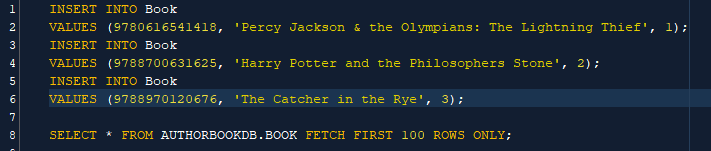 1 INSERT INTO Book
2 VALUES (9780616541418, 'Percy Jackson & the Olympians: The Lightning Thief', 1);
3 INSERT INTO Book
4 VALUES (9788700631625, 'Harry Potter and the Philosophers Stone', 2);
5 INSERT INTO Book
6 VALUES (9788970120676, 'The Catcher in the Rye', 3);
7
8 SELECT * FROM AUTHORBOOKDB.BOOK FETCH FIRST 100 ROWS ONLY;